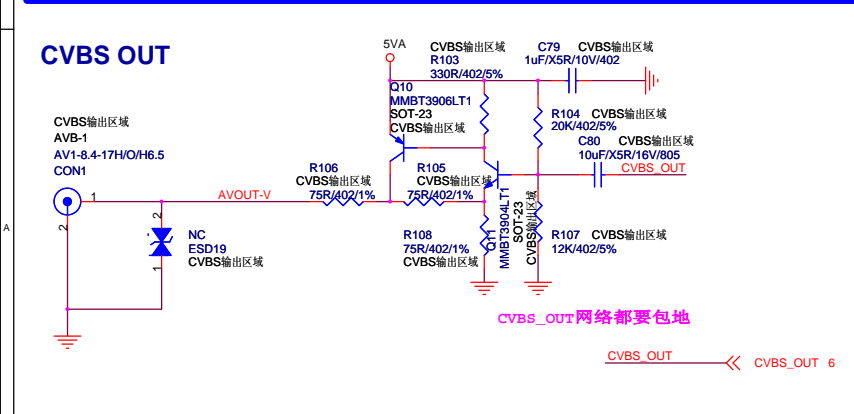 CVBS OUT
5VA
CVBS输出区域
R103
330R/402/5%
C79
CVBS输出区域
1uF/X5R/10V/402
Q10
MMBT3906LT1
SOT-23
CVBS输出区域
R104
CVBS输出区域
20K/402/5%
C80
CVBS输出区域
10uF/X5R/16V/805
CVBS_OUT
CVBS输出区域
AVB-1
AV1-8.4-17H/O/H6.5
CON1
1
2
AVOUT-V
R106
CVBS输出区域
75R/402/1%
R105
CVBS输出区域
75R/402/1%
2
1
NC
ESD19
CVBS输出区域
R108
75R/402/1%
CVBS输出区域
Q11
MMBT3904LT1
SOT-23
CVBS输出区域
R107
CVBS输出区域
12K/402/5%
A
CVBS_OUT网络都要包地
CVBS_OUT
CVBS_OUT 6